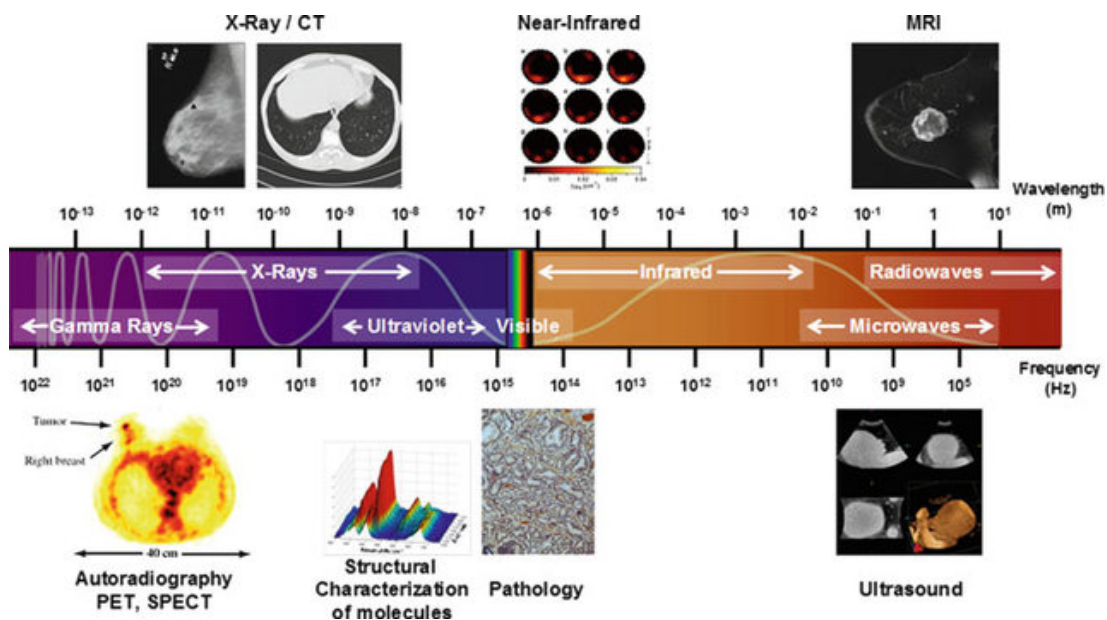 X-Ray / CT
Near-Infrared
MRI
Wavelength
(m)
10⁻¹³ 10⁻¹² 10⁻¹¹ 10⁻¹⁰ 10⁻⁹ 10⁻⁸ 10⁻⁷ 10⁻⁶ 10⁻⁵ 10⁻⁴ 10⁻³ 10⁻² 10⁻¹ 1 10¹
X-Rays
Infrared
Radiowaves
Gamma Rays
Ultraviolet
Visible
Microwaves
10²² 10²¹ 10²⁰ 10¹⁹ 10¹⁸ 10¹⁷ 10¹⁶ 10¹⁵ 10¹⁴ 10¹³ 10¹² 10¹¹ 10¹⁰ 10⁹ 10⁵
Frequency
(Hz)
Tumor
Right breast
40 cm
Autoradiography
PET, SPECT
Structural
Characterization
of molecules
Pathology
Ultrasound